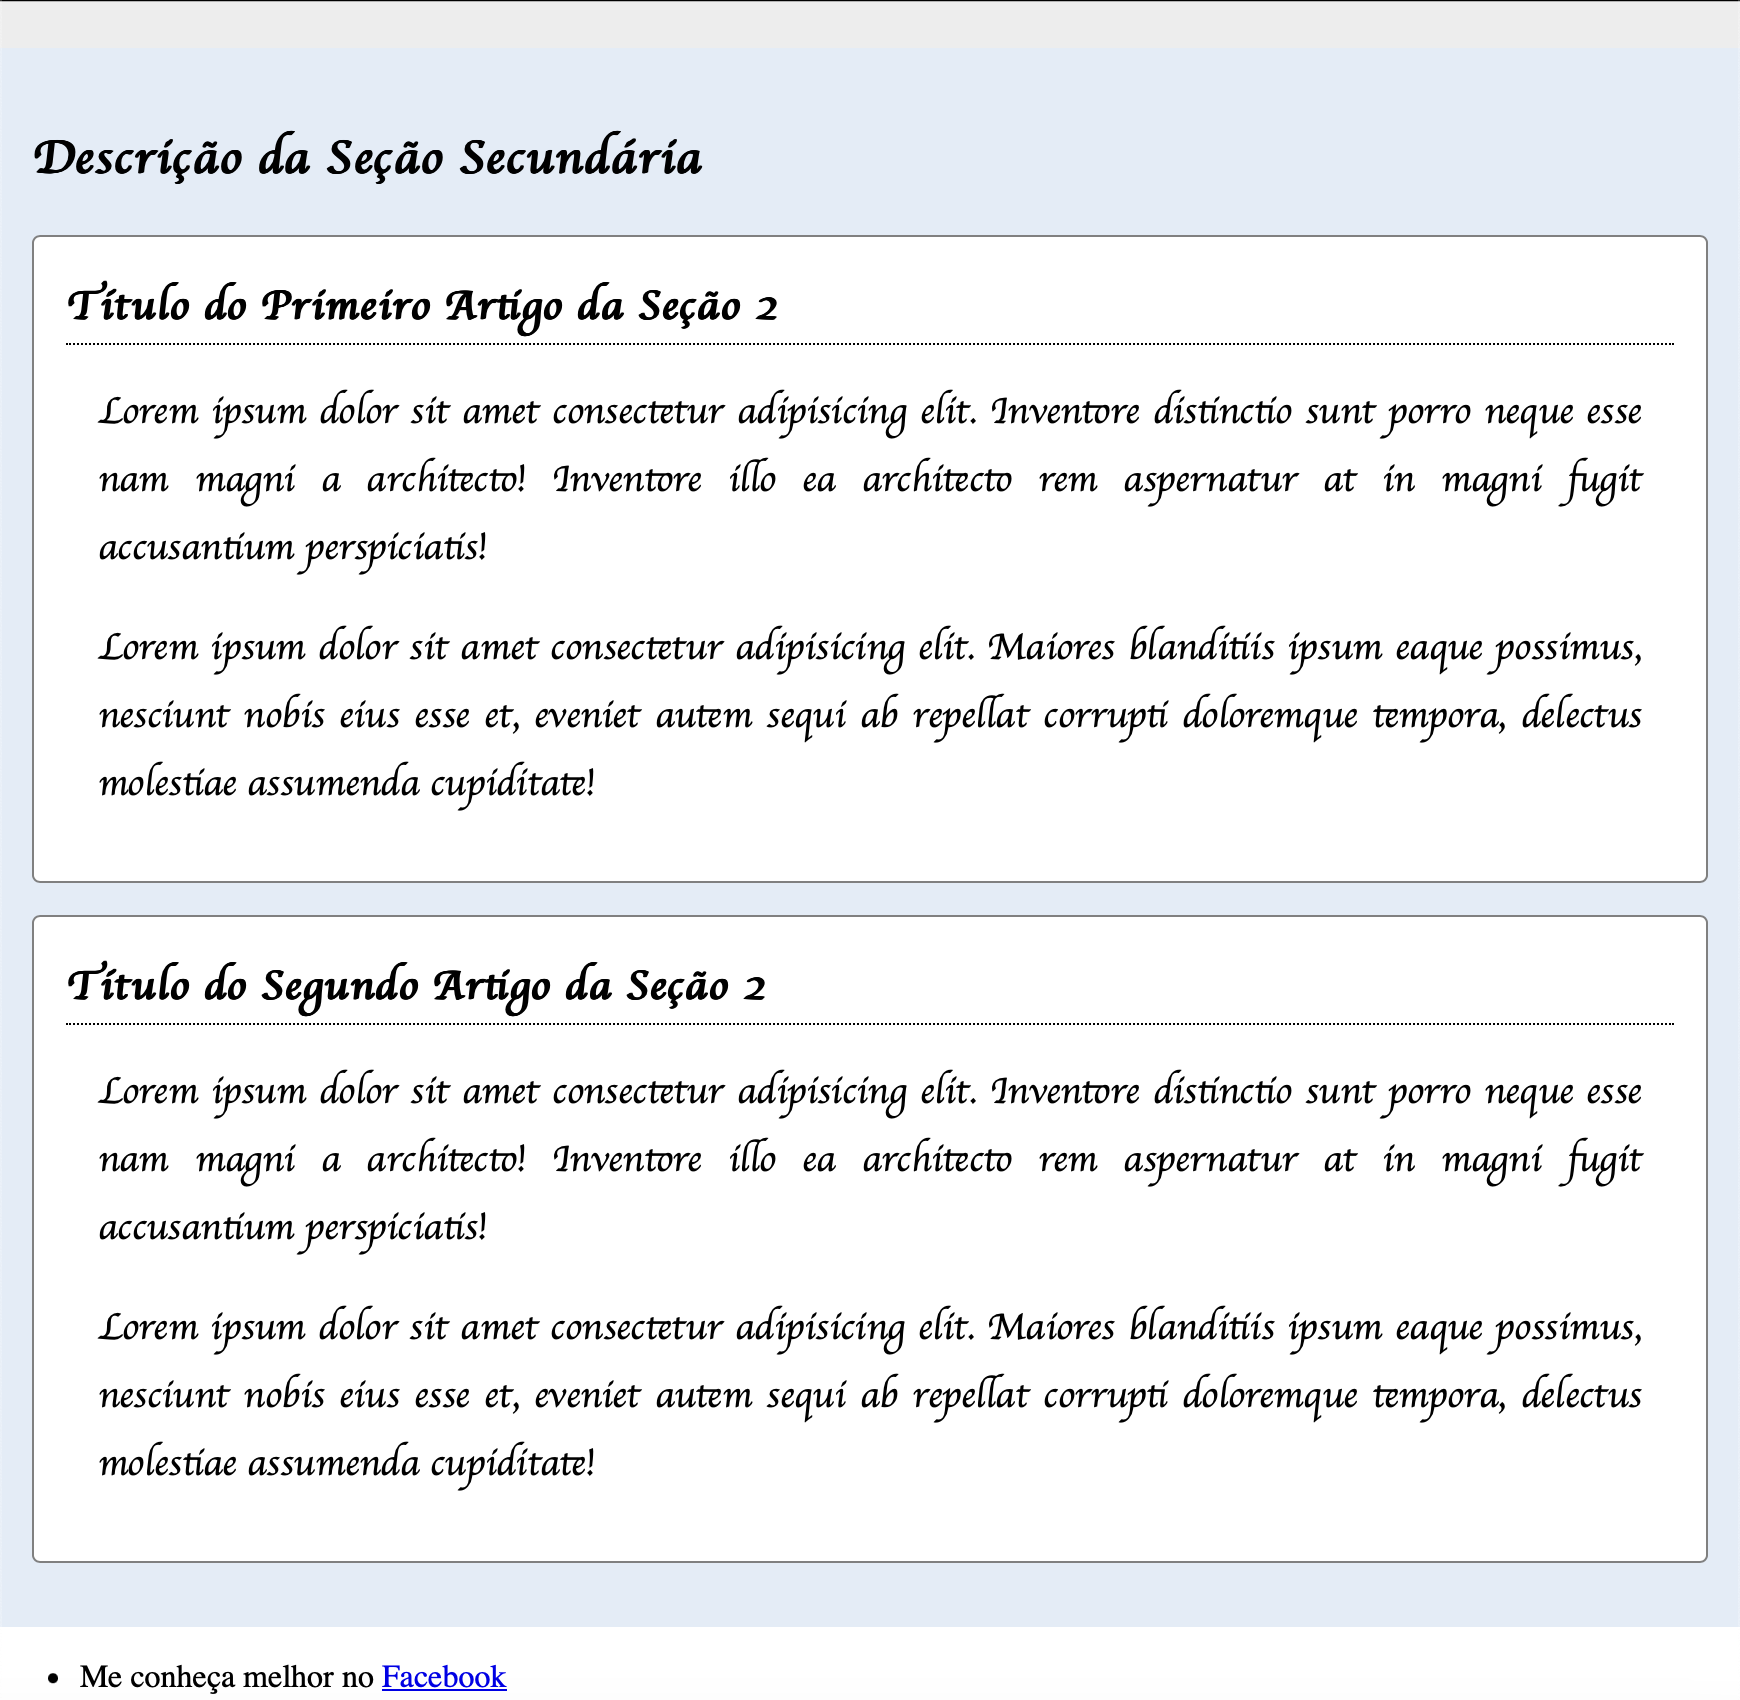 Descrição da Seção Secundária
Título do Primeiro Artigo da Seção 2
Lorem ipsum dolor sit amet consectetur adipisicing elit. Inventore distinctio sunt porro neque esse
nam magni a architecto! Inventore illo ea architecto rem aspernatur at in magni fugit
accusantium perspiciatis!
Lorem ipsum dolor sit amet consectetur adipisicing elit. Maiores blanditiis ipsum eaque possimus,
nesciunt nobis eius esse et, eveniet autem sequi ab repellat corrupti doloremque tempora, delectus
molestiae assumenda cupiditate!
Título do Segundo Artigo da Seção 2
Lorem ipsum dolor sit amet consectetur adipisicing elit. Inventore distinctio sunt porro neque esse
nam magni a architecto! Inventore illo ea architecto rem aspernatur at in magni fugit
accusantium perspiciatis!
Lorem ipsum dolor sit amet consectetur adipisicing elit. Maiores blanditiis ipsum eaque possimus,
nesciunt nobis eius esse et, eveniet autem sequi ab repellat corrupti doloremque tempora, delectus
molestiae assumenda cupiditate!
• Me conheça melhor no Facebook